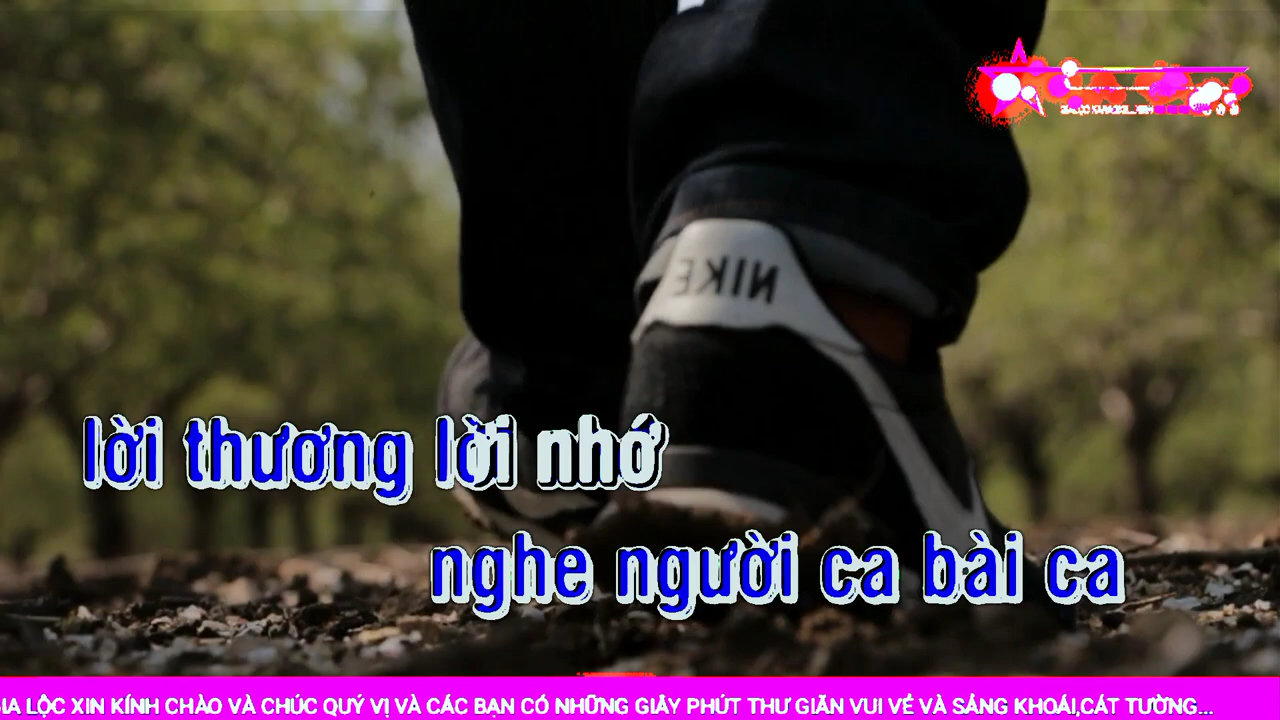 NIKE
lời thương lời nhớ
nghe người ca bài ca
LỘC XIN KÍNH CHÀO VÀ CHÚC QUÝ VỊ VÀ CÁC BẠN CÓ NHỮNG GIÂY PHÚT THƯ GIÃN VUI VẺ VÀ SẢNG KHOÁI,CÁT TƯỜNG...